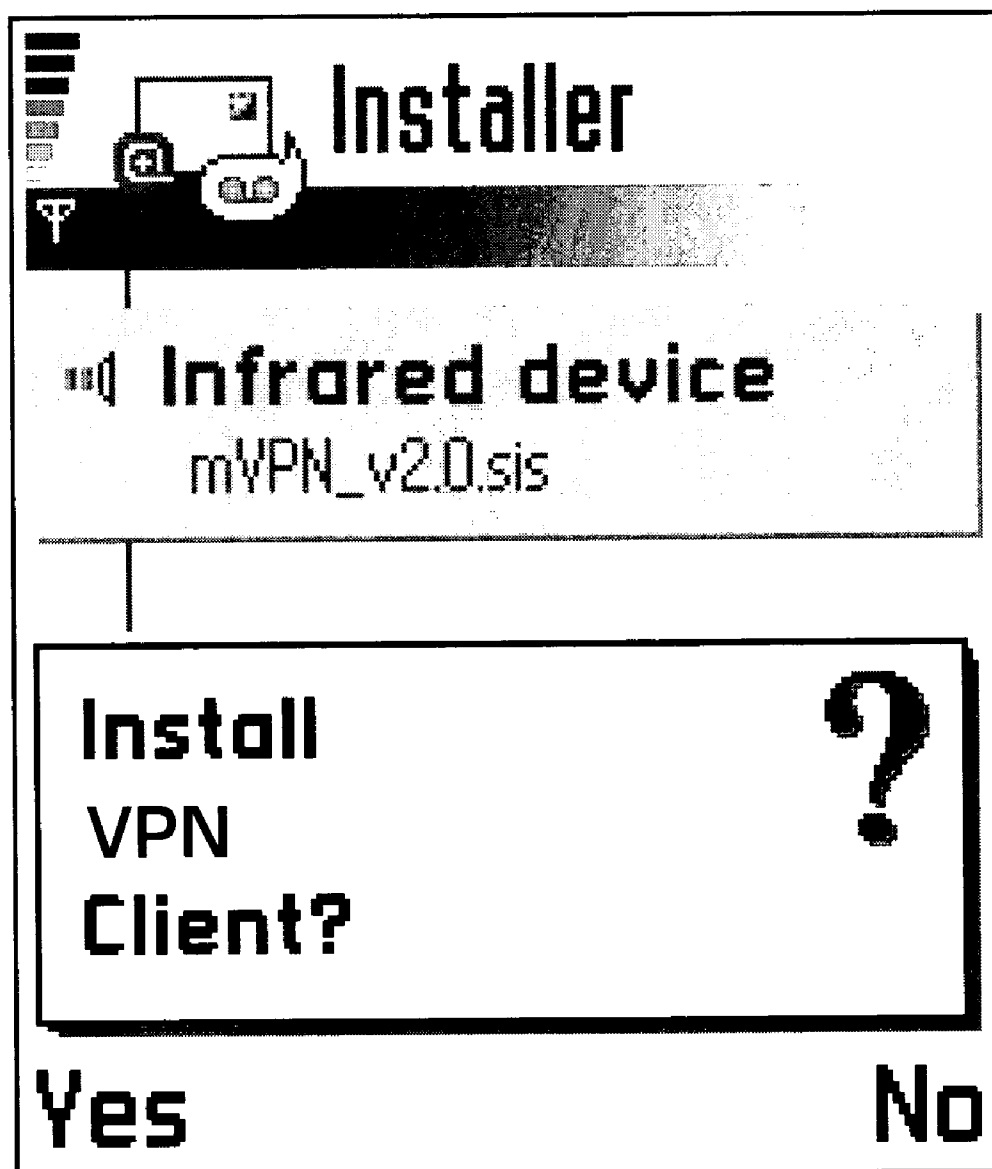 Installer
Infrared device
mVPN_v2.0.sis
Install
VPN
Client?
Yes
No